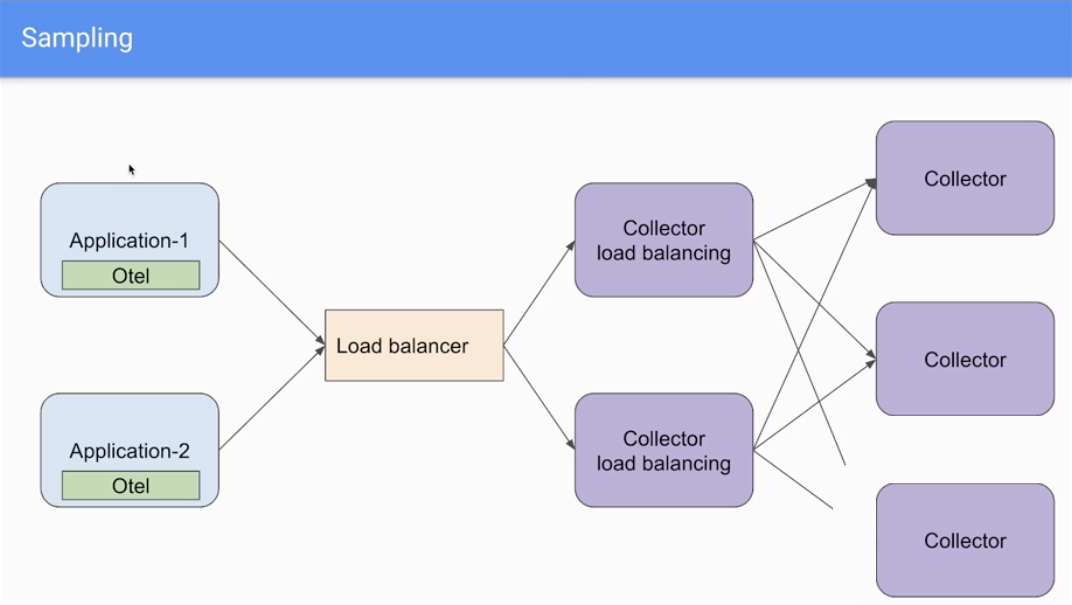 Sampling
Application-1
Otel
Application-2
Otel
Load balancer
Collector
load balancing
Collector
load balancing
Collector
Collector
Collector